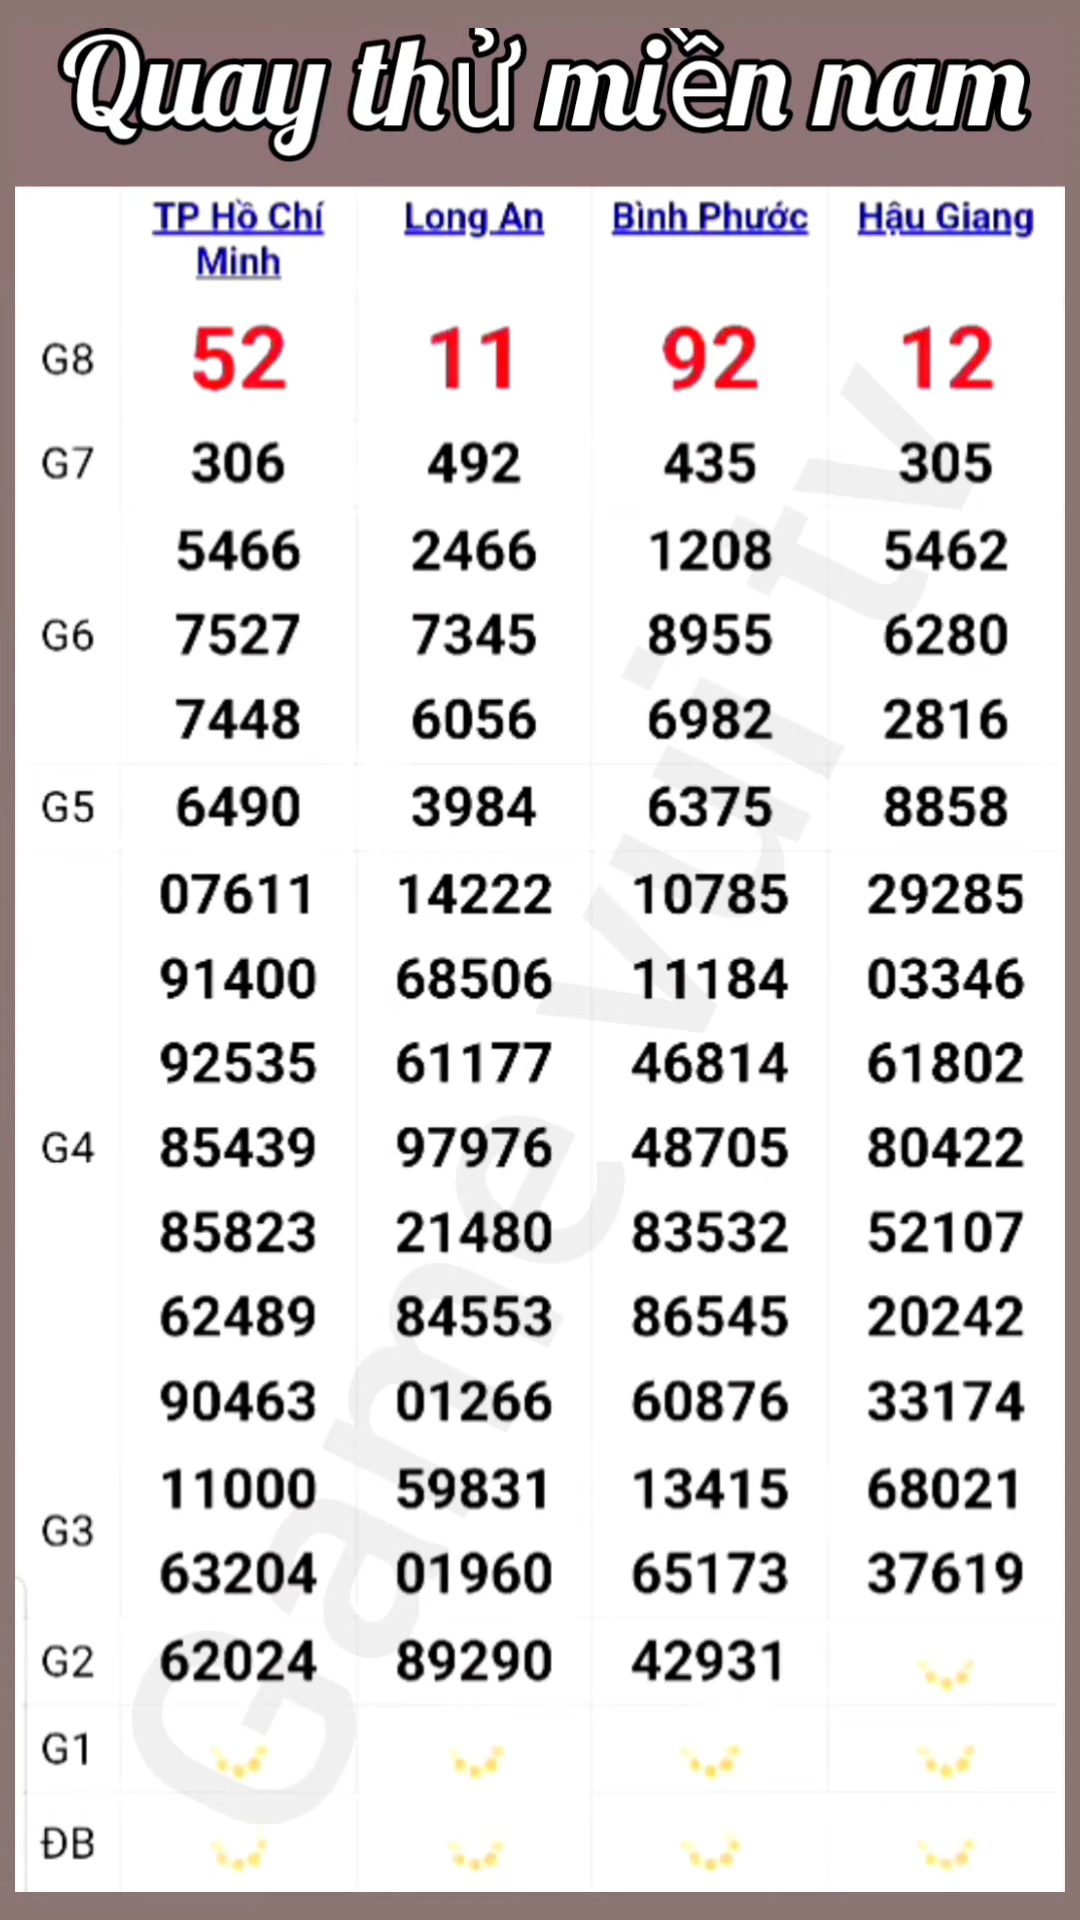 Quay thử miền nam
TP Hồ Chí Minh Long An Bình Phước Hậu Giang
G8 52 11 92 12
G7 306 492 435 305
5466 2466 1208 5462
G6 7527 7345 8955 6280
7448 6056 6982 2816
G5 6490 3984 6375 8858
07611 14222 10785 29285
91400 68506 11184 03346
92535 61177 46814 61802
G4 85439 97976 48705 80422
85823 21480 83532 52107
62489 84553 86545 20242
90463 01266 60876 33174
G3 11000 59831 13415 68021
63204 01960 65173 37619
G2 62024 89290 42931
G1
ĐB
Game vui tv